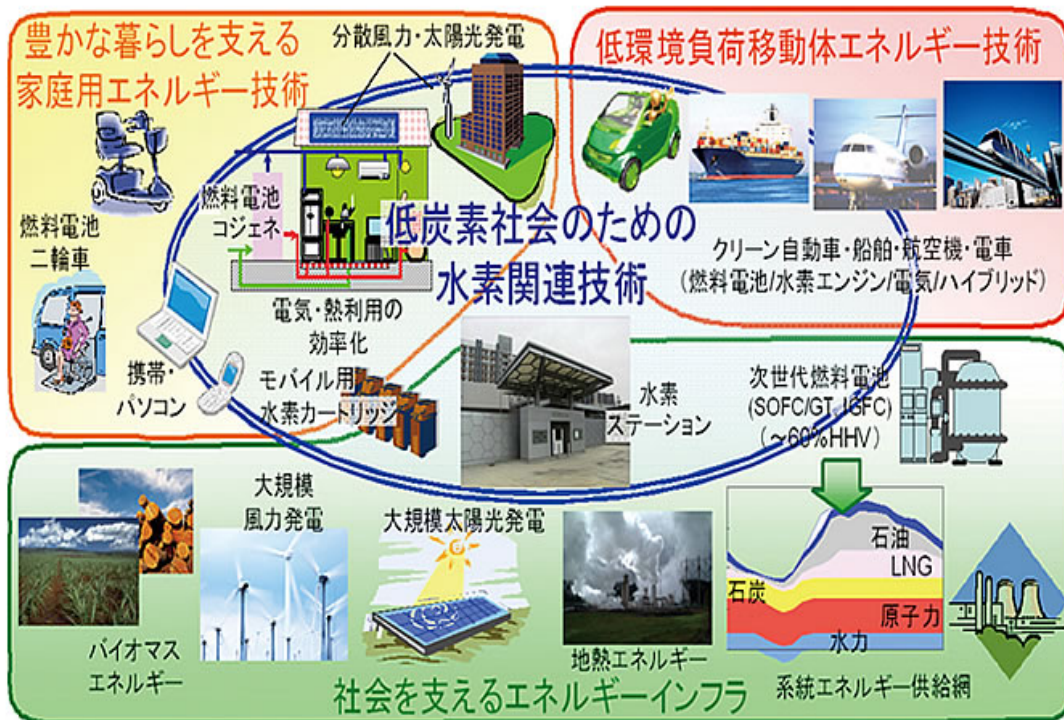 豊かな暮らしを支える
家庭用エネルギー技術
分散風力・太陽光発電
低環境負荷移動体エネルギー技術
燃料電池
二輪車
燃料電池
コジェネ
電気・熱利用の
効率化
携帯・
パソコン
モバイル用
水素カートリッジ
低炭素社会のための
水素関連技術
クリーン自動車・船舶・航空機・電車
(燃料電池/水素エンジン/電気/ハイブリッド)
水素
ステーション
次世代燃料電池
(SOFC/GT, IGFC)
(～60%HHV)
バイオマス
エネルギー
大規模
風力発電
大規模太陽光発電
地熱エネルギー
石油
LNG
石炭
原子力
水力
系統エネルギー供給網
社会を支えるエネルギーインフラ